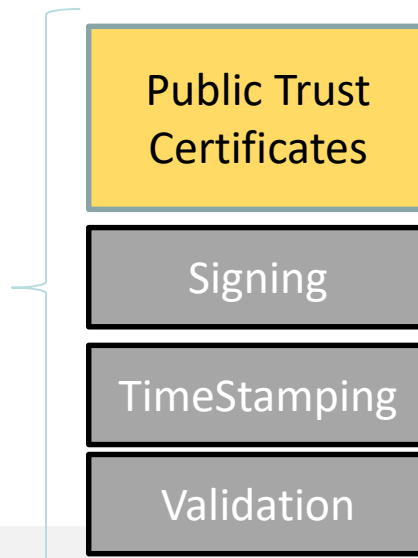 Public Trust
Certificates
Signing
TimeStamping
Validation